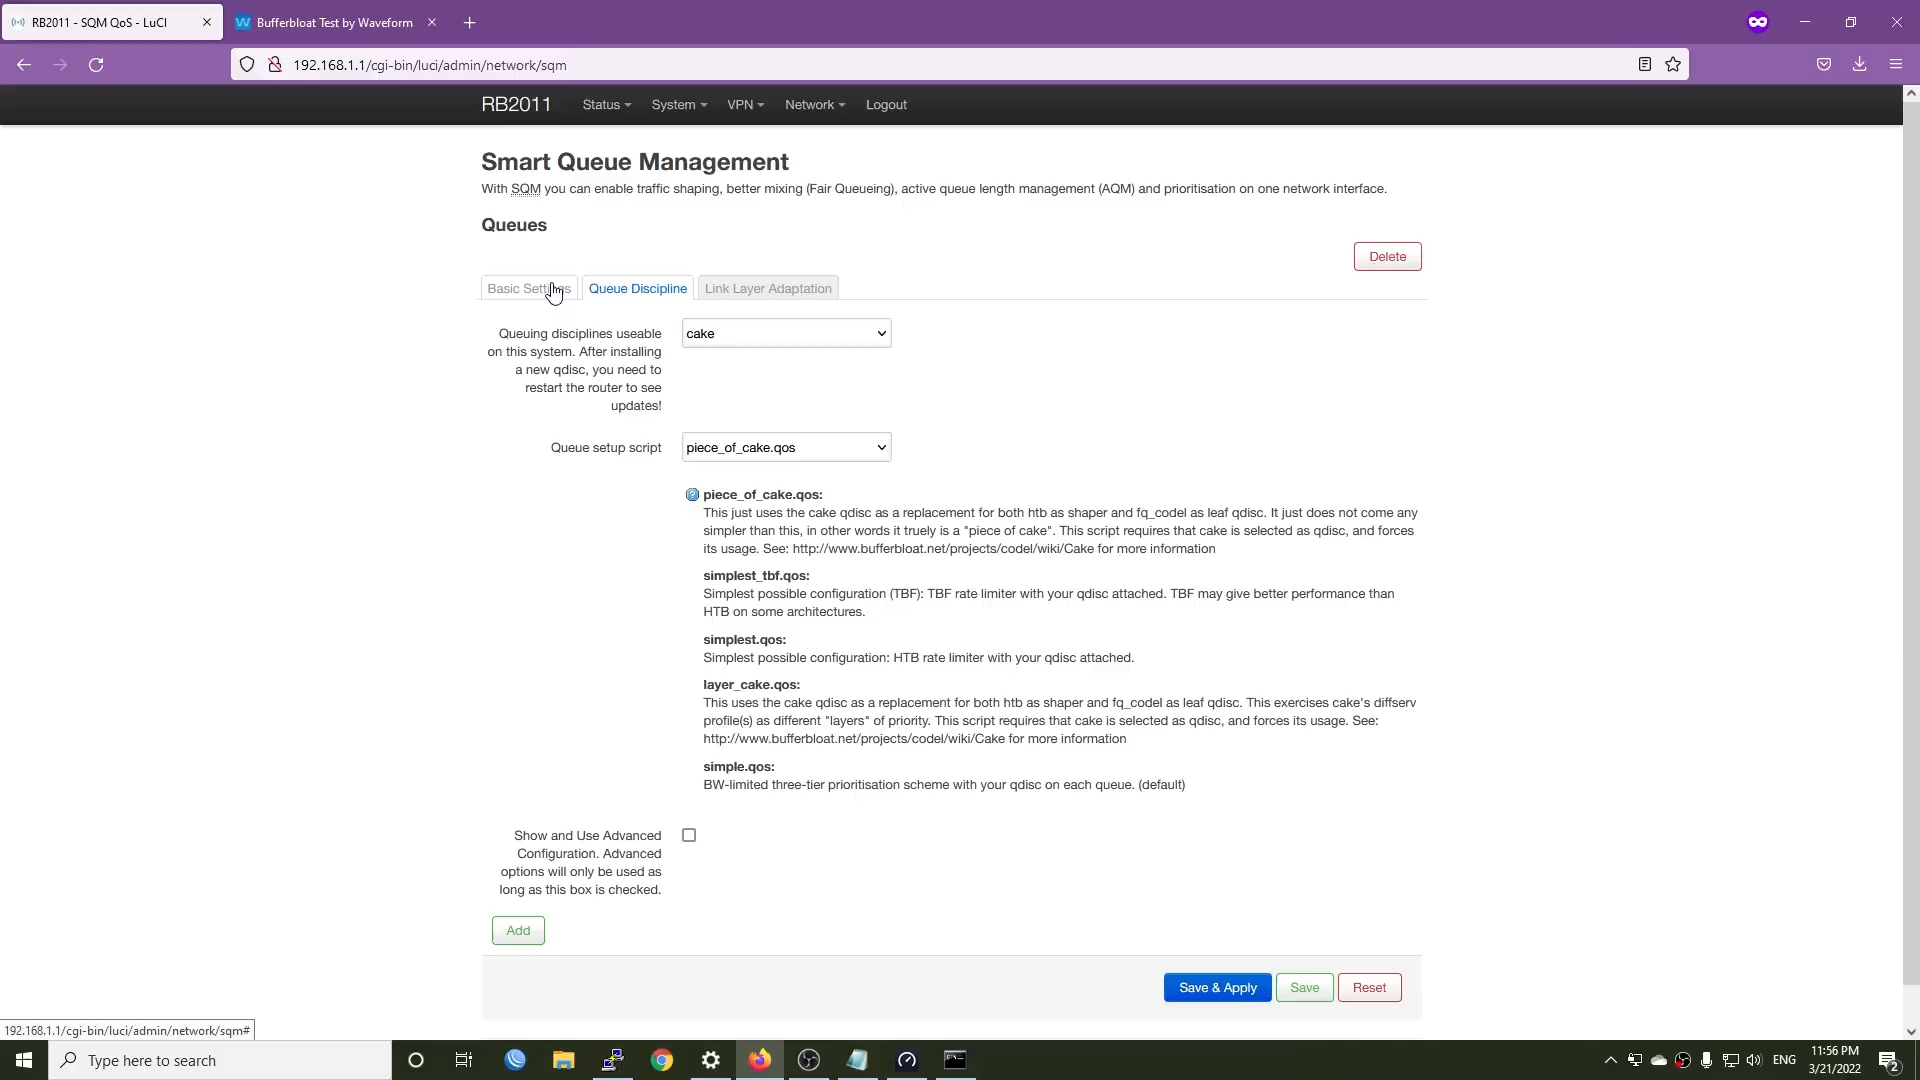 RB2011 - SQM QoS - LuCI
Bufferbloat Test by Waveform
192.168.1.1/cgi-bin/luci/admin/network/sqm
RB2011 Status System VPN Network Logout
Smart Queue Management
With SQM you can enable traffic shaping, better mixing (Fair Queueing), active queue length management (AQM) and prioritisation on one network interface.
Queues
Delete
Basic Settings Queue Discipline Link Layer Adaptation
Queuing disciplines useable
on this system. After installing
a new qdisc, you need to
restart the router to see
updates!
cake
Queue setup script
piece_of_cake.qos
piece_of_cake.qos:
This just uses the cake qdisc as a replacement for both htb as shaper and fq_codel as leaf qdisc. It just does not come any
simpler than this, in other words it truely is a "piece of cake". This script requires that cake is selected as qdisc, and forces
its usage. See: http://www.bufferbloat.net/projects/codel/wiki/Cake for more information
simplest_tbf.qos:
Simplest possible configuration (TBF): TBF rate limiter with your qdisc attached. TBF may give better performance than
HTB on some architectures.
simplest.qos:
Simplest possible configuration: HTB rate limiter with your qdisc attached.
layer_cake.qos:
This uses the cake qdisc as a replacement for both htb as shaper and fq_codel as leaf qdisc. This exercises cake's diffserv
profile(s) as different "layers" of priority. This script requires that cake is selected as qdisc, and forces its usage. See:
http://www.bufferbloat.net/projects/codel/wiki/Cake for more information
simple.qos:
BW-limited three-tier prioritisation scheme with your qdisc on each queue. (default)
Show and Use Advanced
Configuration. Advanced
options will only be used as
long as this box is checked.
Add
Save & Apply Save Reset
192.168.1.1/cgi-bin/luci/admin/network/sqm#
Type here to search
ENG
11:56 PM
3/21/2022
2